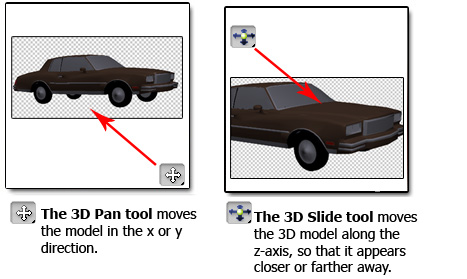 The 3D Pan tool moves
the model in the x or y
direction.
The 3D Slide tool moves
the 3D model along the
z-axis, so that it appears
closer or farther away.